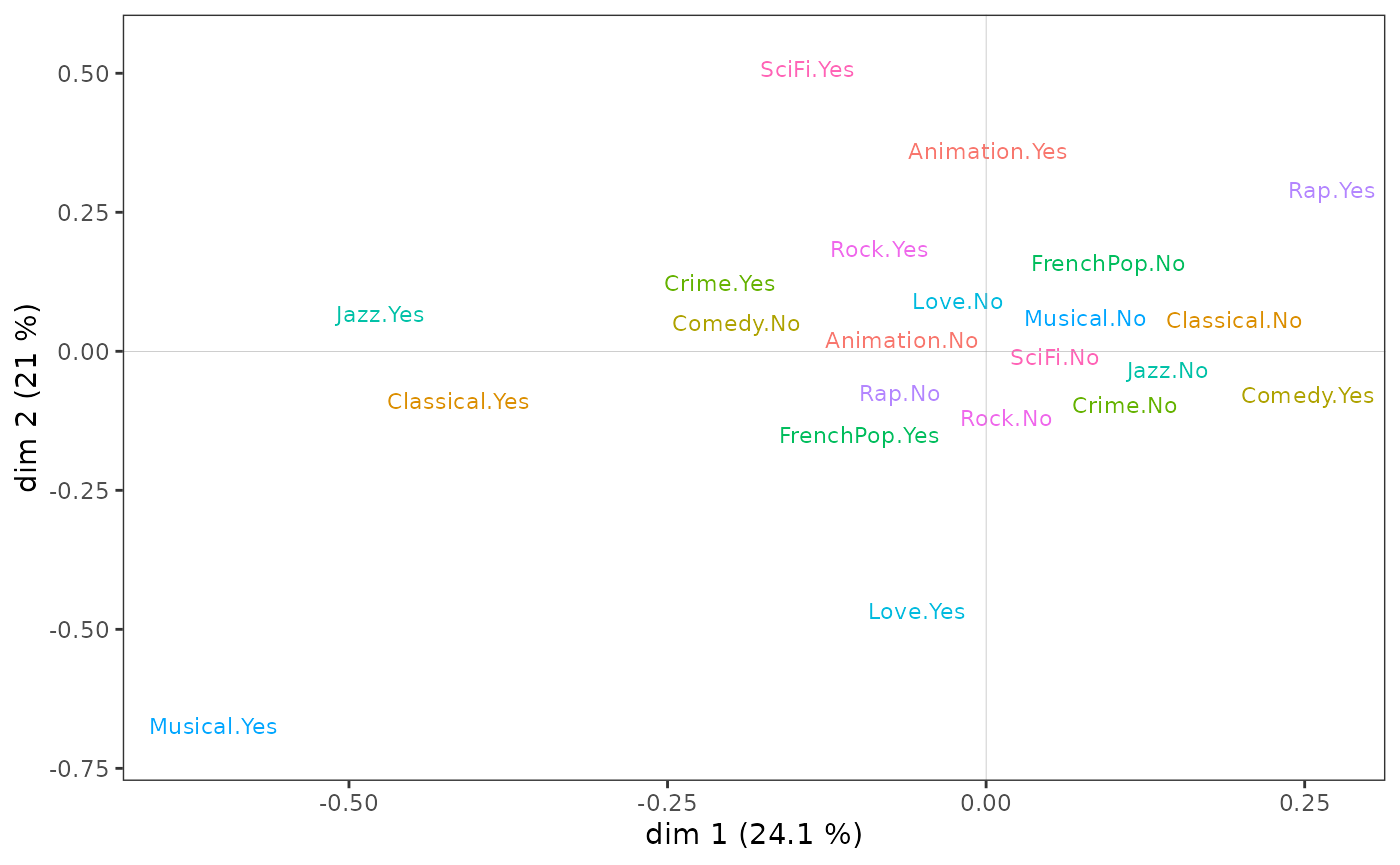 SciFi.Yes
0.50
Animation.Yes
Rap.Yes
0.25
Rock.Yes
FrenchPop.No
Crime.Yes
Love.No
Jazz.Yes
Comedy.No
Musical.No
Classical.No
Animation.No
0.00
SciFi.No
Jazz.No
Rap.No
Comedy.Yes
Classical.Yes
Crime.No
Rock.No
FrenchPop.Yes
dim 2 (21 %)
-0.25
Love.Yes
-0.50
Musical.Yes
-0.75
-0.50 -0.25 0.00 0.25
dim 1 (24.1 %)